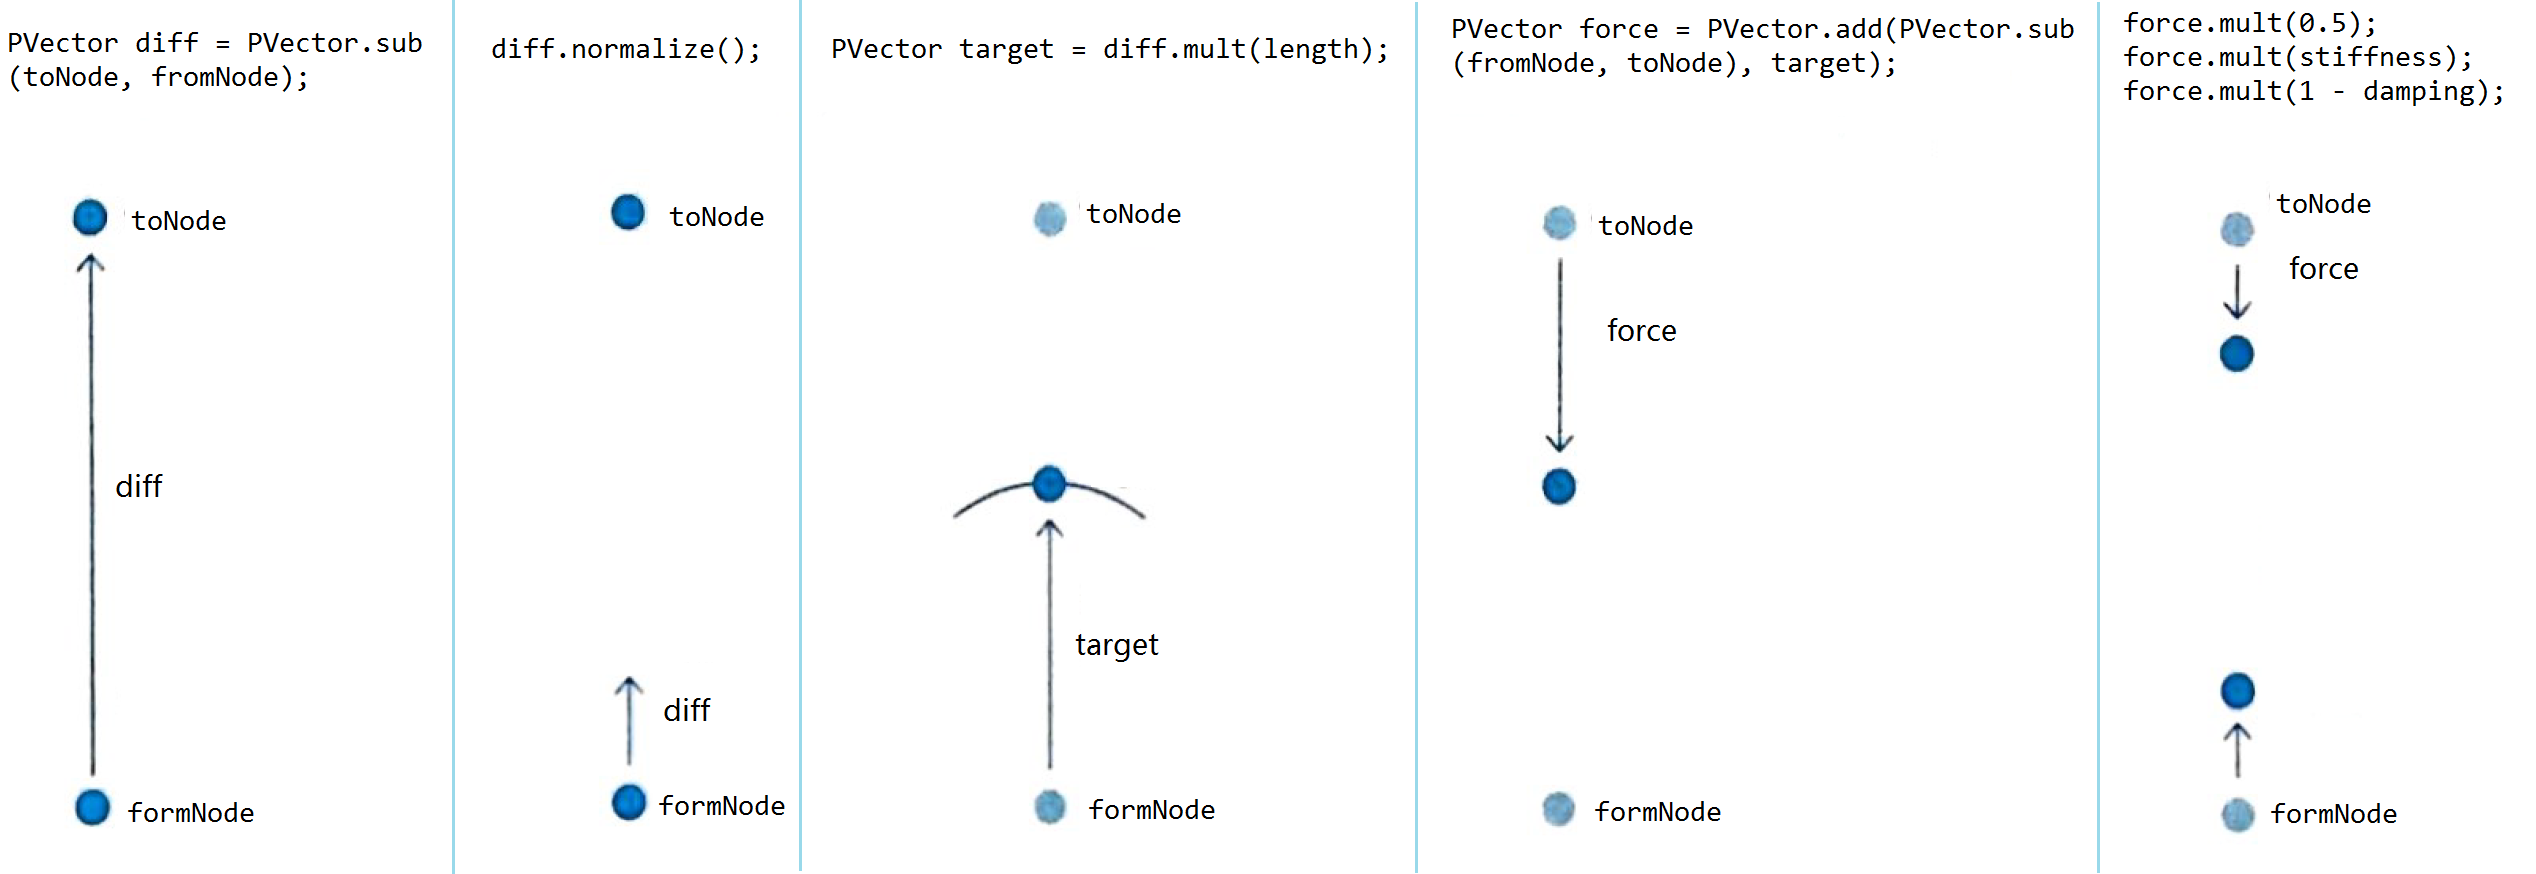 PVector diff = PVector.sub
(toNode, fromNode);
toNode
diff
formNode
diff.normalize();
toNode
diff
formNode
PVector target = diff.mult(length);
toNode
target
formNode
PVector force = PVector.add(PVector.sub
(fromNode, toNode), target);
toNode
force
formNode
force.mult(0.5);
force.mult(stiffness);
force.mult(1 - damping);
toNode
force
formNode